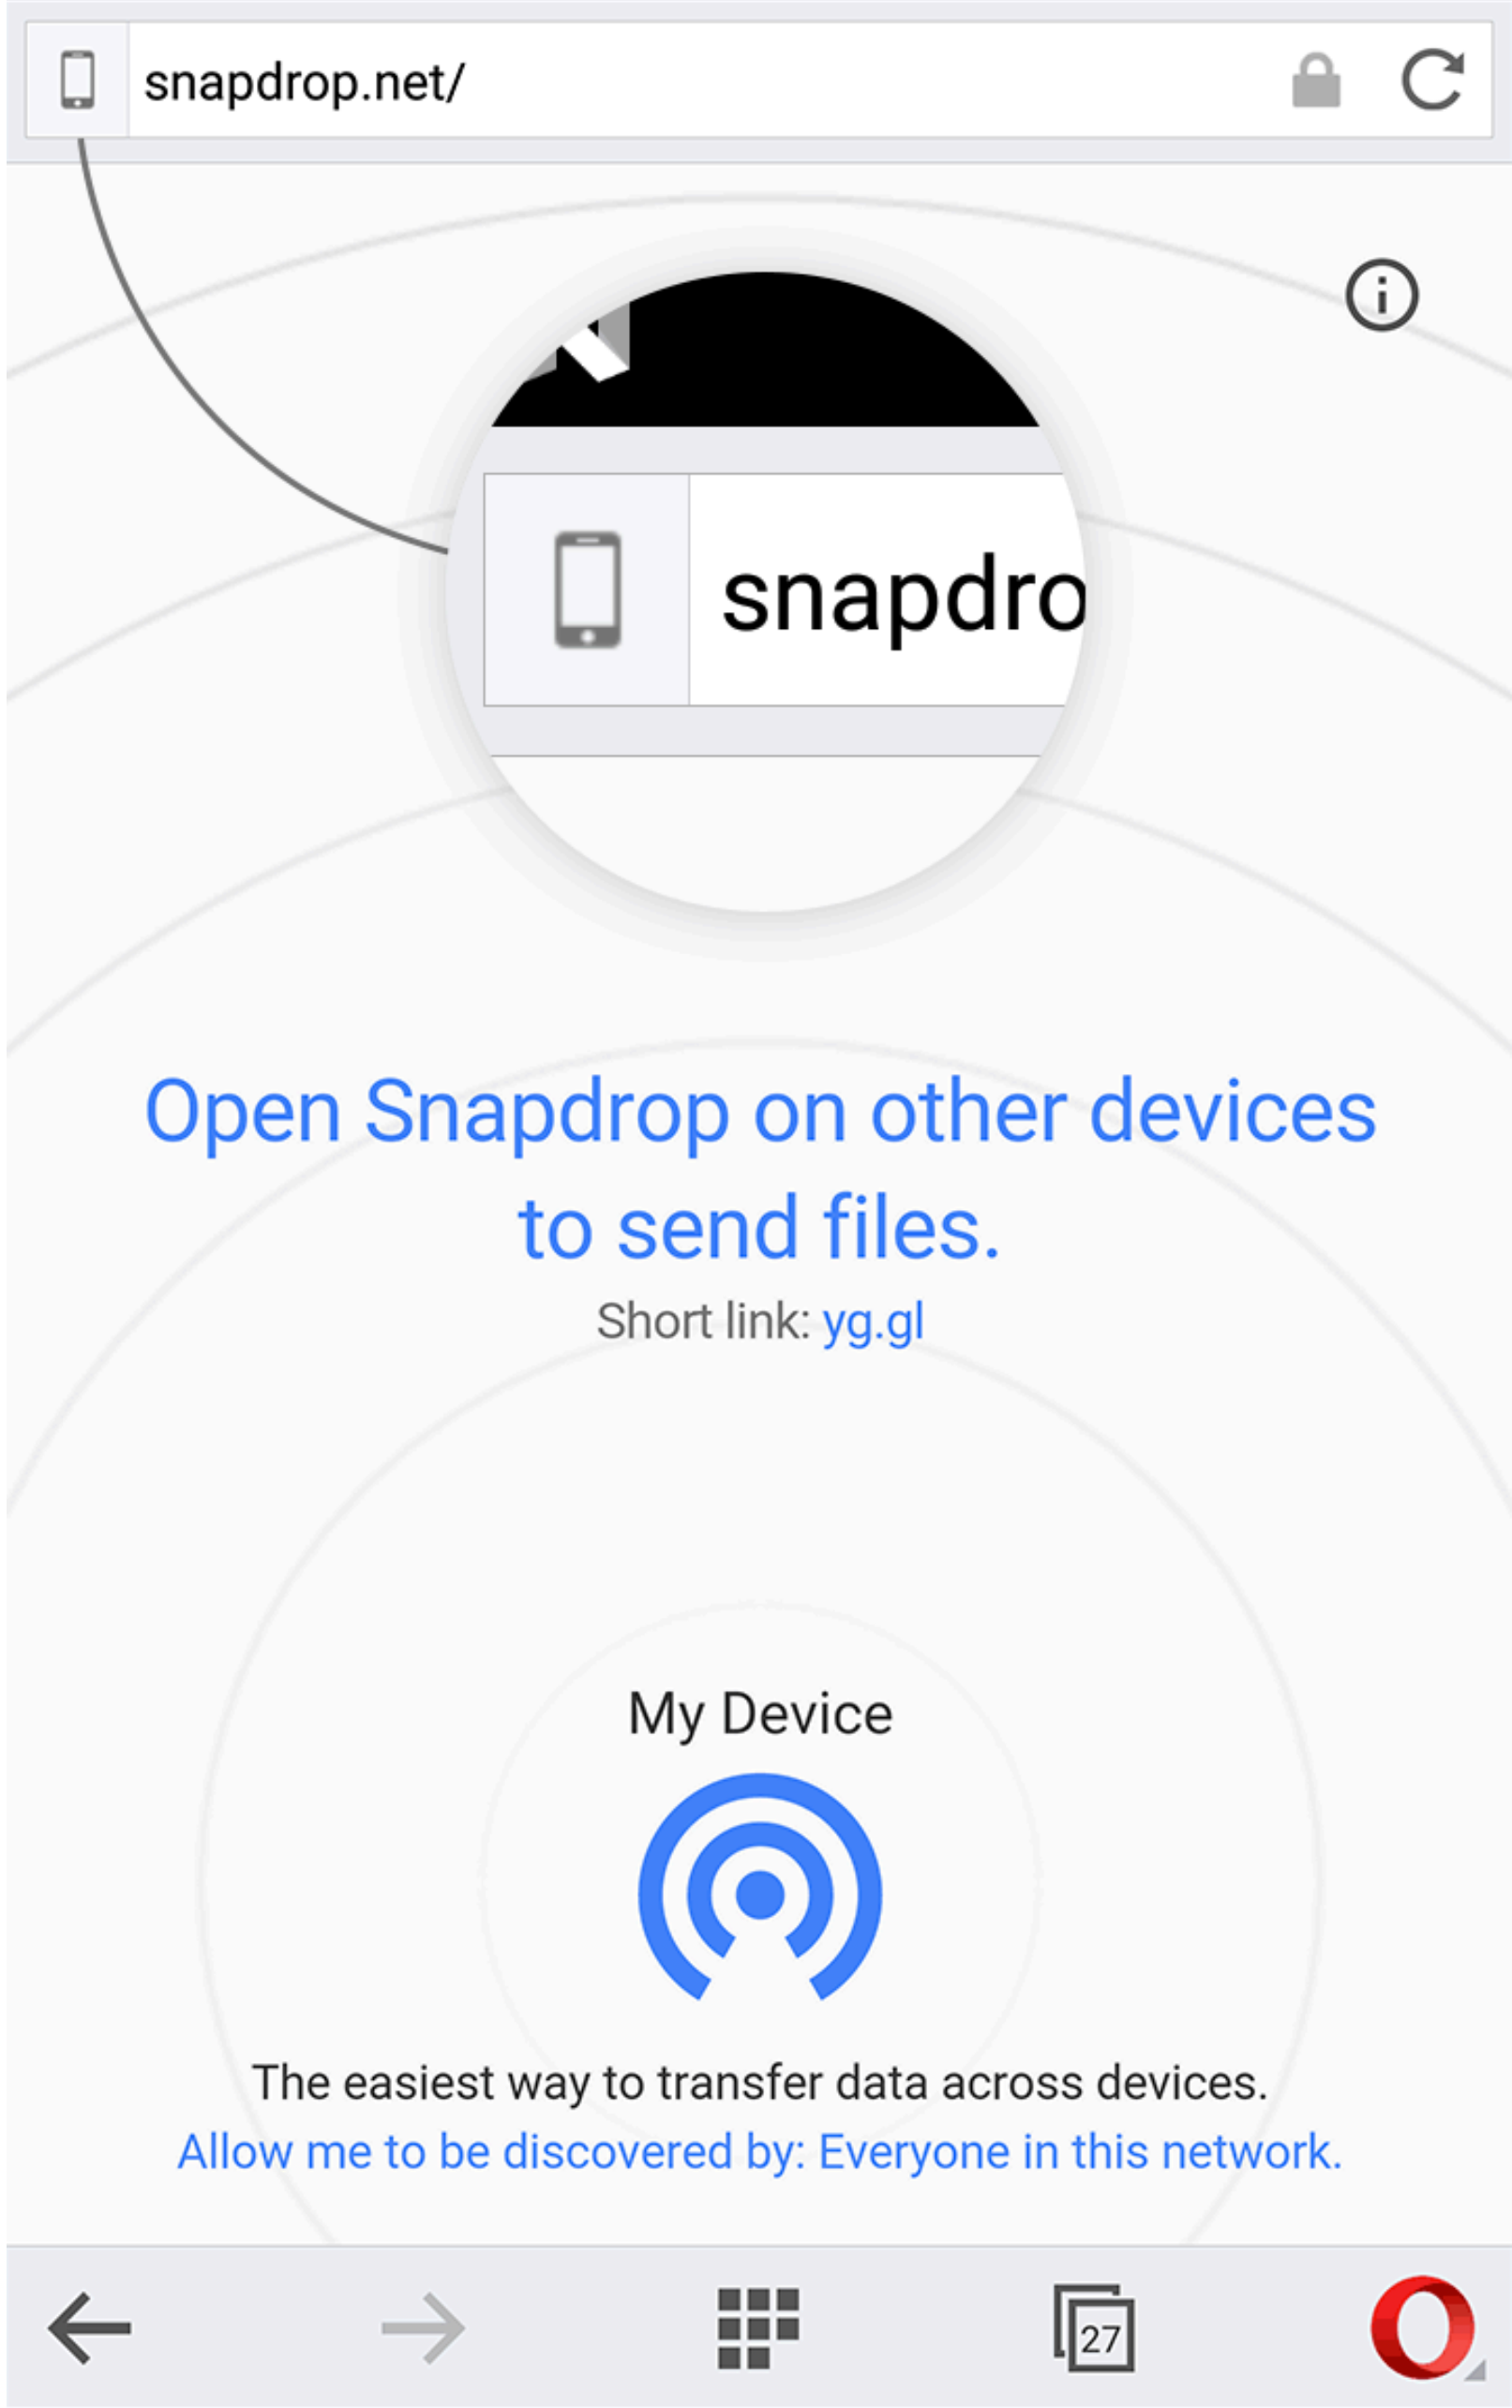 snapdrop.net/
snapdro
Open Snapdrop on other devices
to send files.
Short link: yg.gl
My Device
The easiest way to transfer data across devices.
Allow me to be discovered by: Everyone in this network.
27